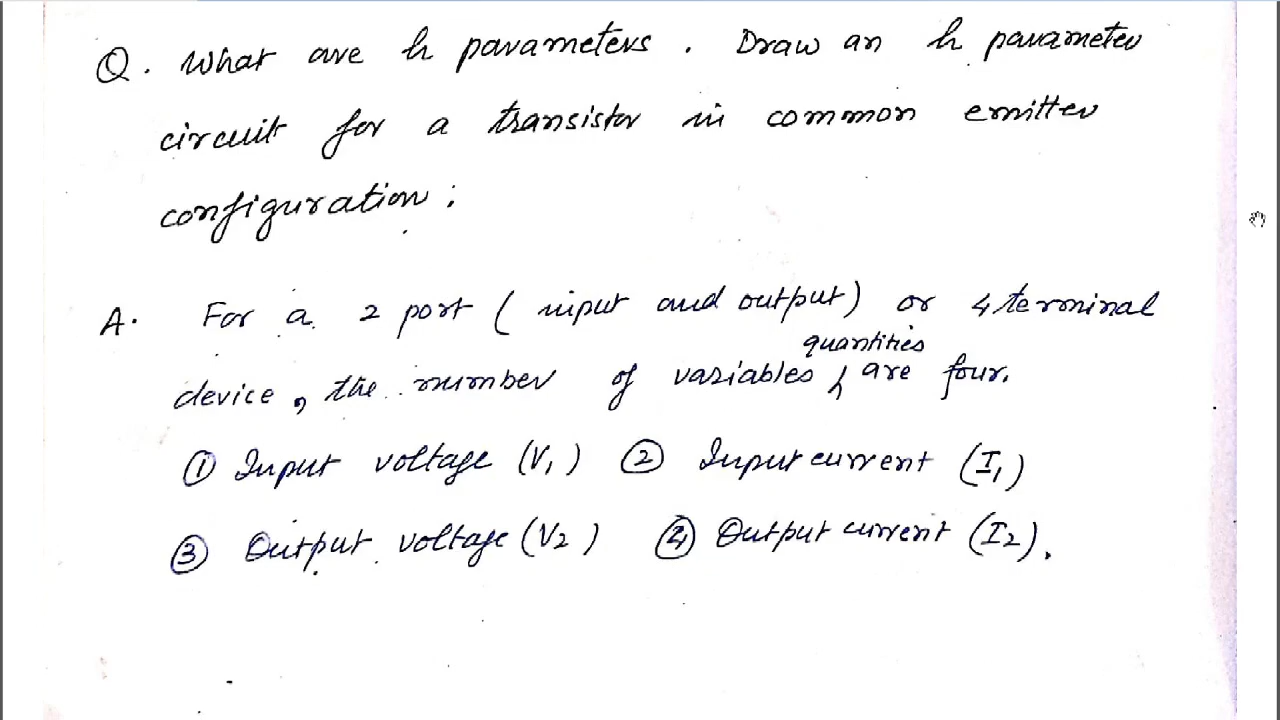 Q. What are h parameters. Draw an h parameter
circuit for a transistor in common emitter
configuration:
A. For a 2 port ( input and output) or 4 terminal
quantities
device, the number of variables , are four.
① Input voltage (V₁) ② Input current (I₁)
③ Output voltage (V2) ④ Output current (I2).